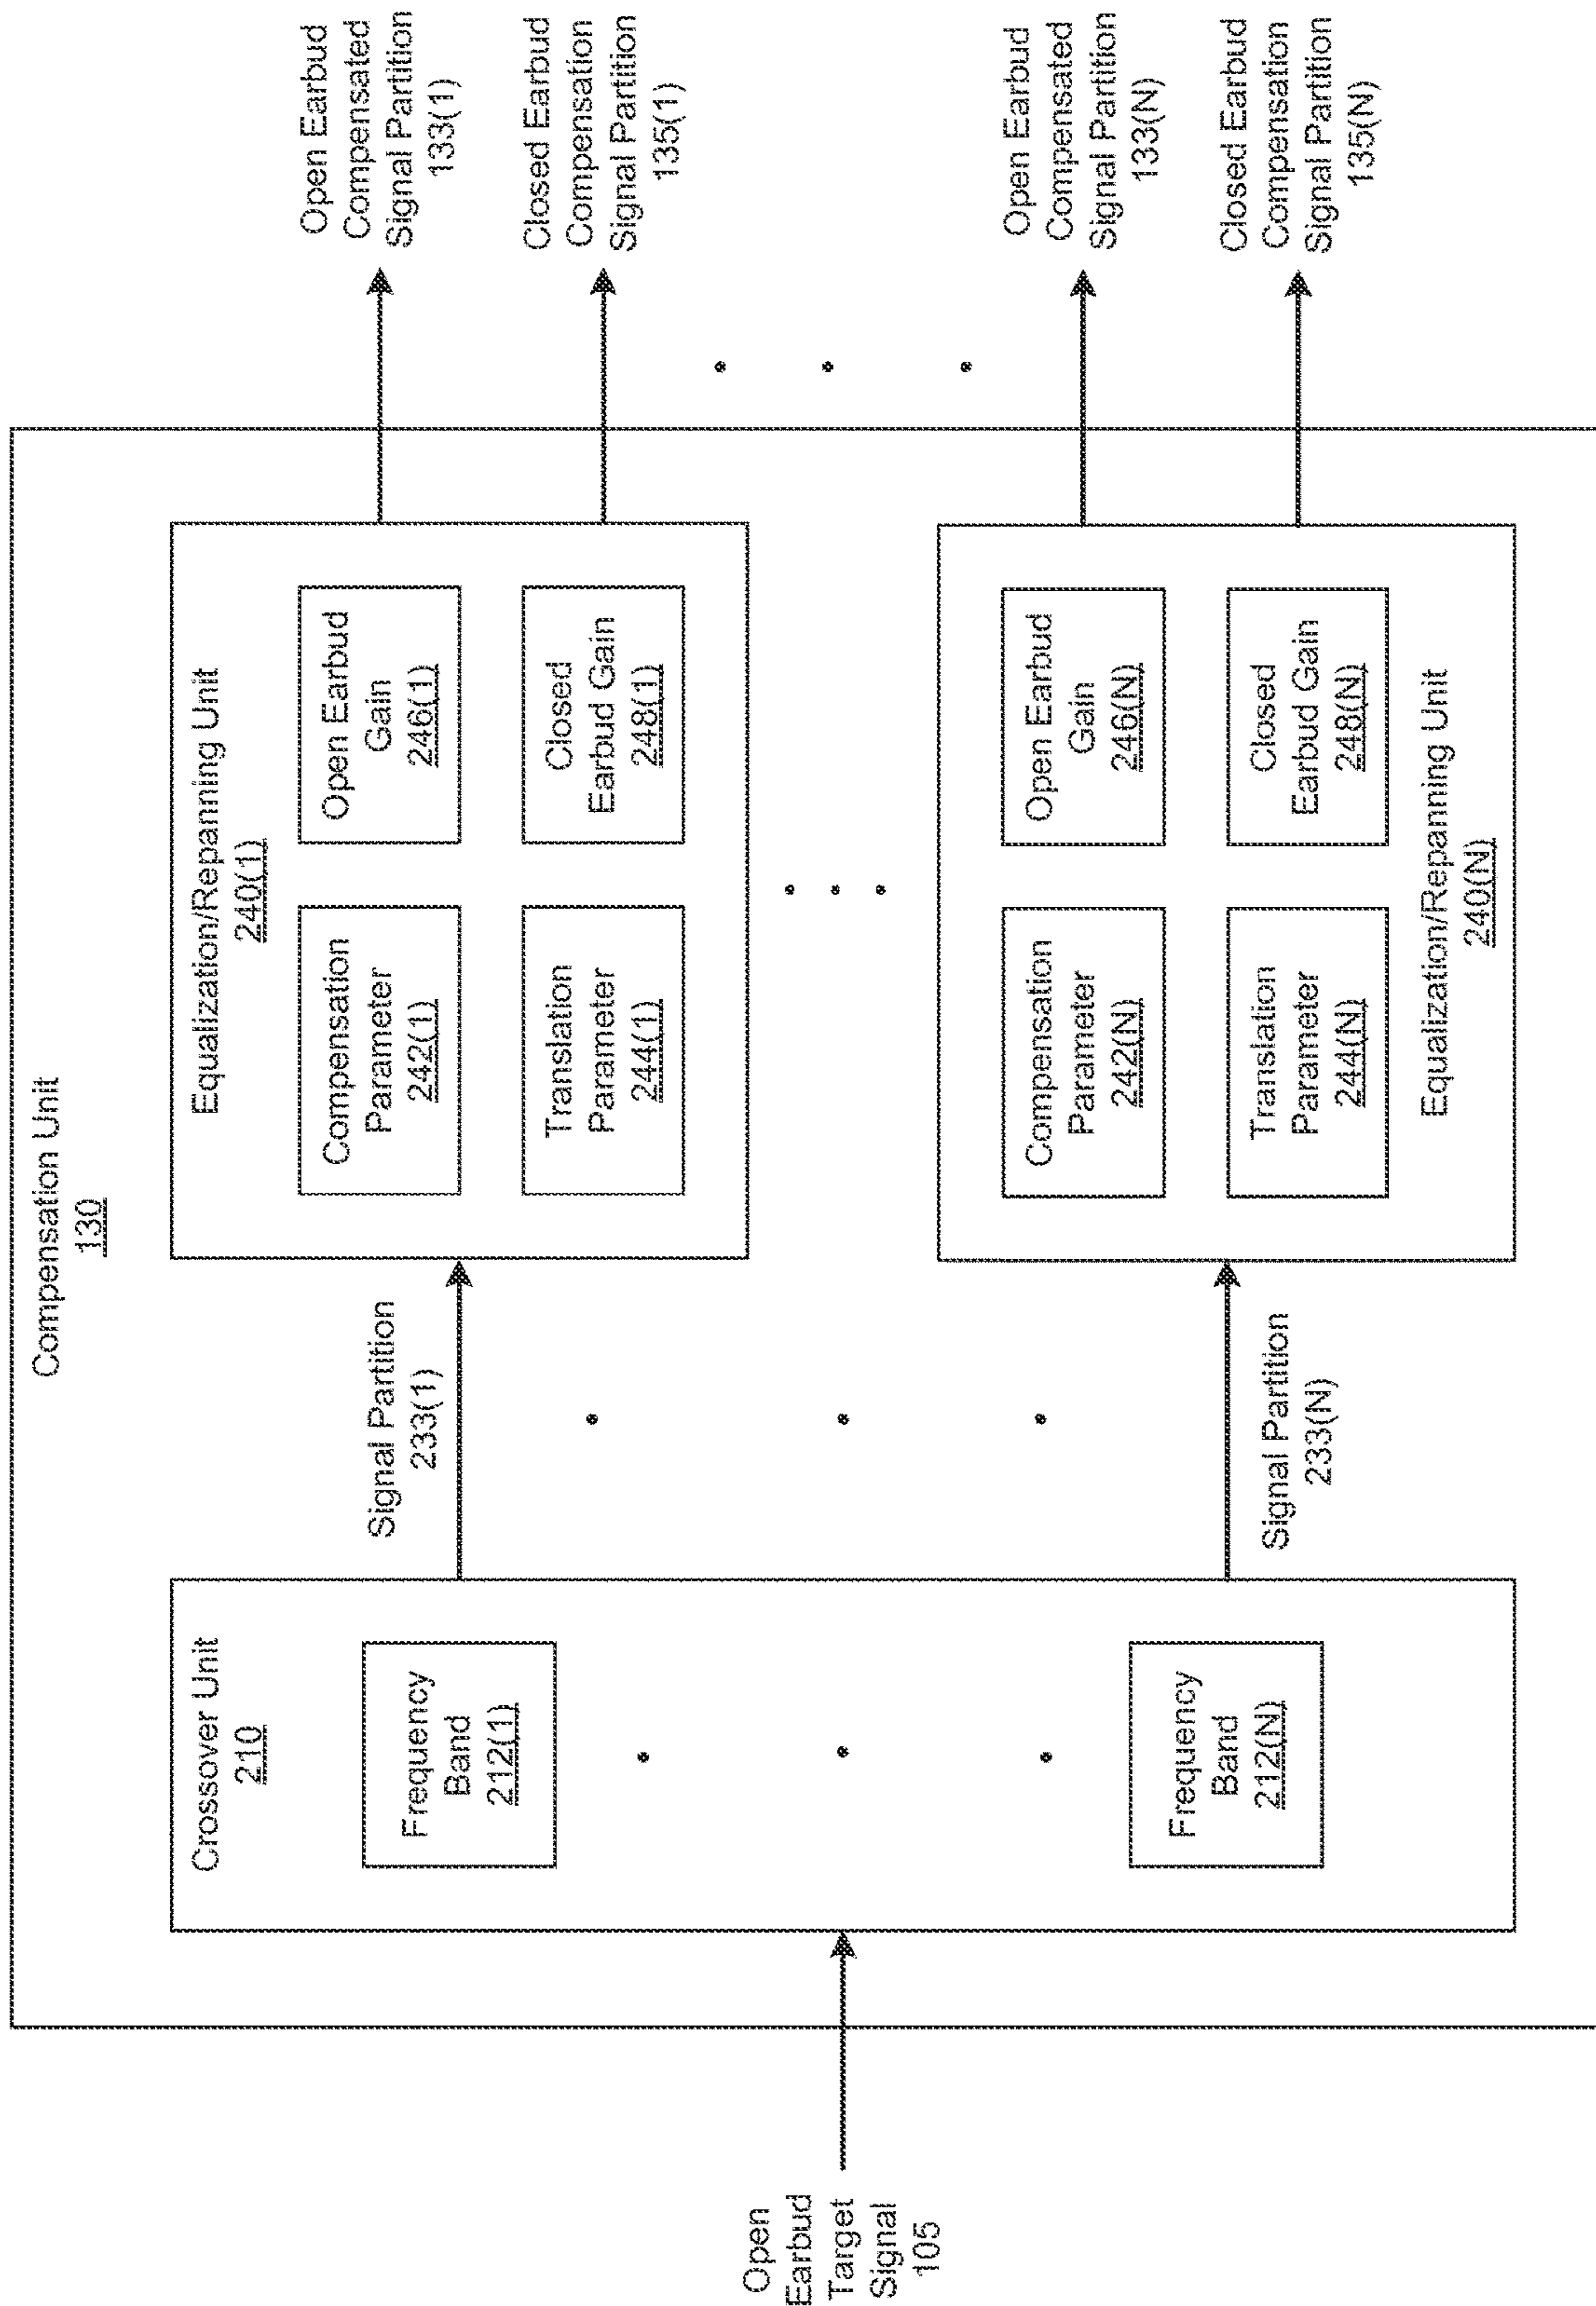 Compensation Unit
130
Open
Earbud
Target
Signal
105
Crossover Unit
210
Frequency
Band
212(1)
Frequency
Band
212(N)
Signal Partition
233(1)
Signal Partition
233(N)
Equalization/Repanning Unit
240(1)
Compensation
Parameter
242(1)
Open Earbud
Gain
246(1)
Translation
Parameter
244(1)
Closed
Earbud Gain
248(1)
Compensation
Parameter
242(N)
Open Earbud
Gain
246(N)
Translation
Parameter
244(N)
Closed
Earbud Gain
248(N)
Equalization/Repanning Unit
240(N)
Open Earbud
Compensated
Signal Partition
133(1)
Closed Earbud
Compensation
Signal Partition
135(1)
Open Earbud
Compensated
Signal Partition
133(N)
Closed Earbud
Compensation
Signal Partition
135(N)